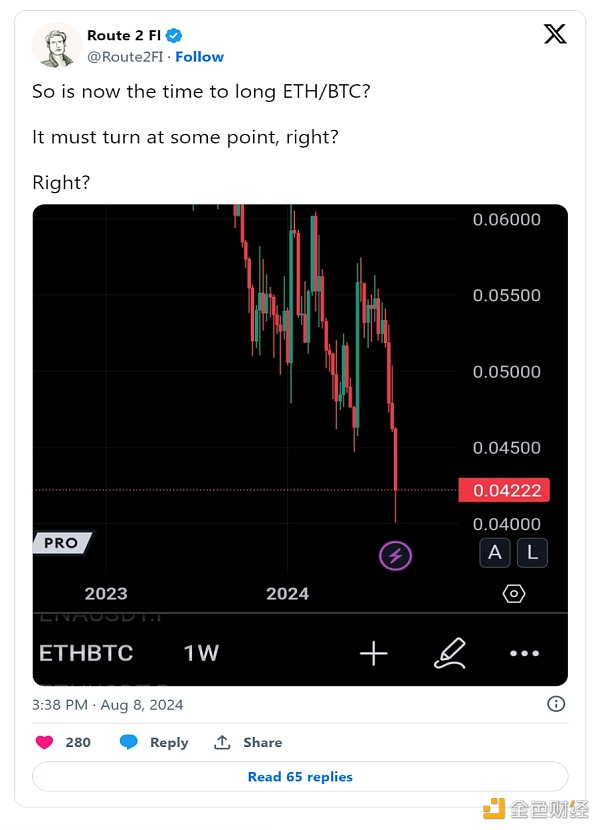 Route 2 FI
@Route2FI · Follow
So is now the time to long ETH/BTC?
It must turn at some point, right?
Right?
0.06000
0.05500
0.05000
0.04500
0.04222
0.04000
PRO
A L
2023 2024
ETHBTC 1W
3:38 PM · Aug 8, 2024
280 Reply Share
Read 65 replies
金色财经